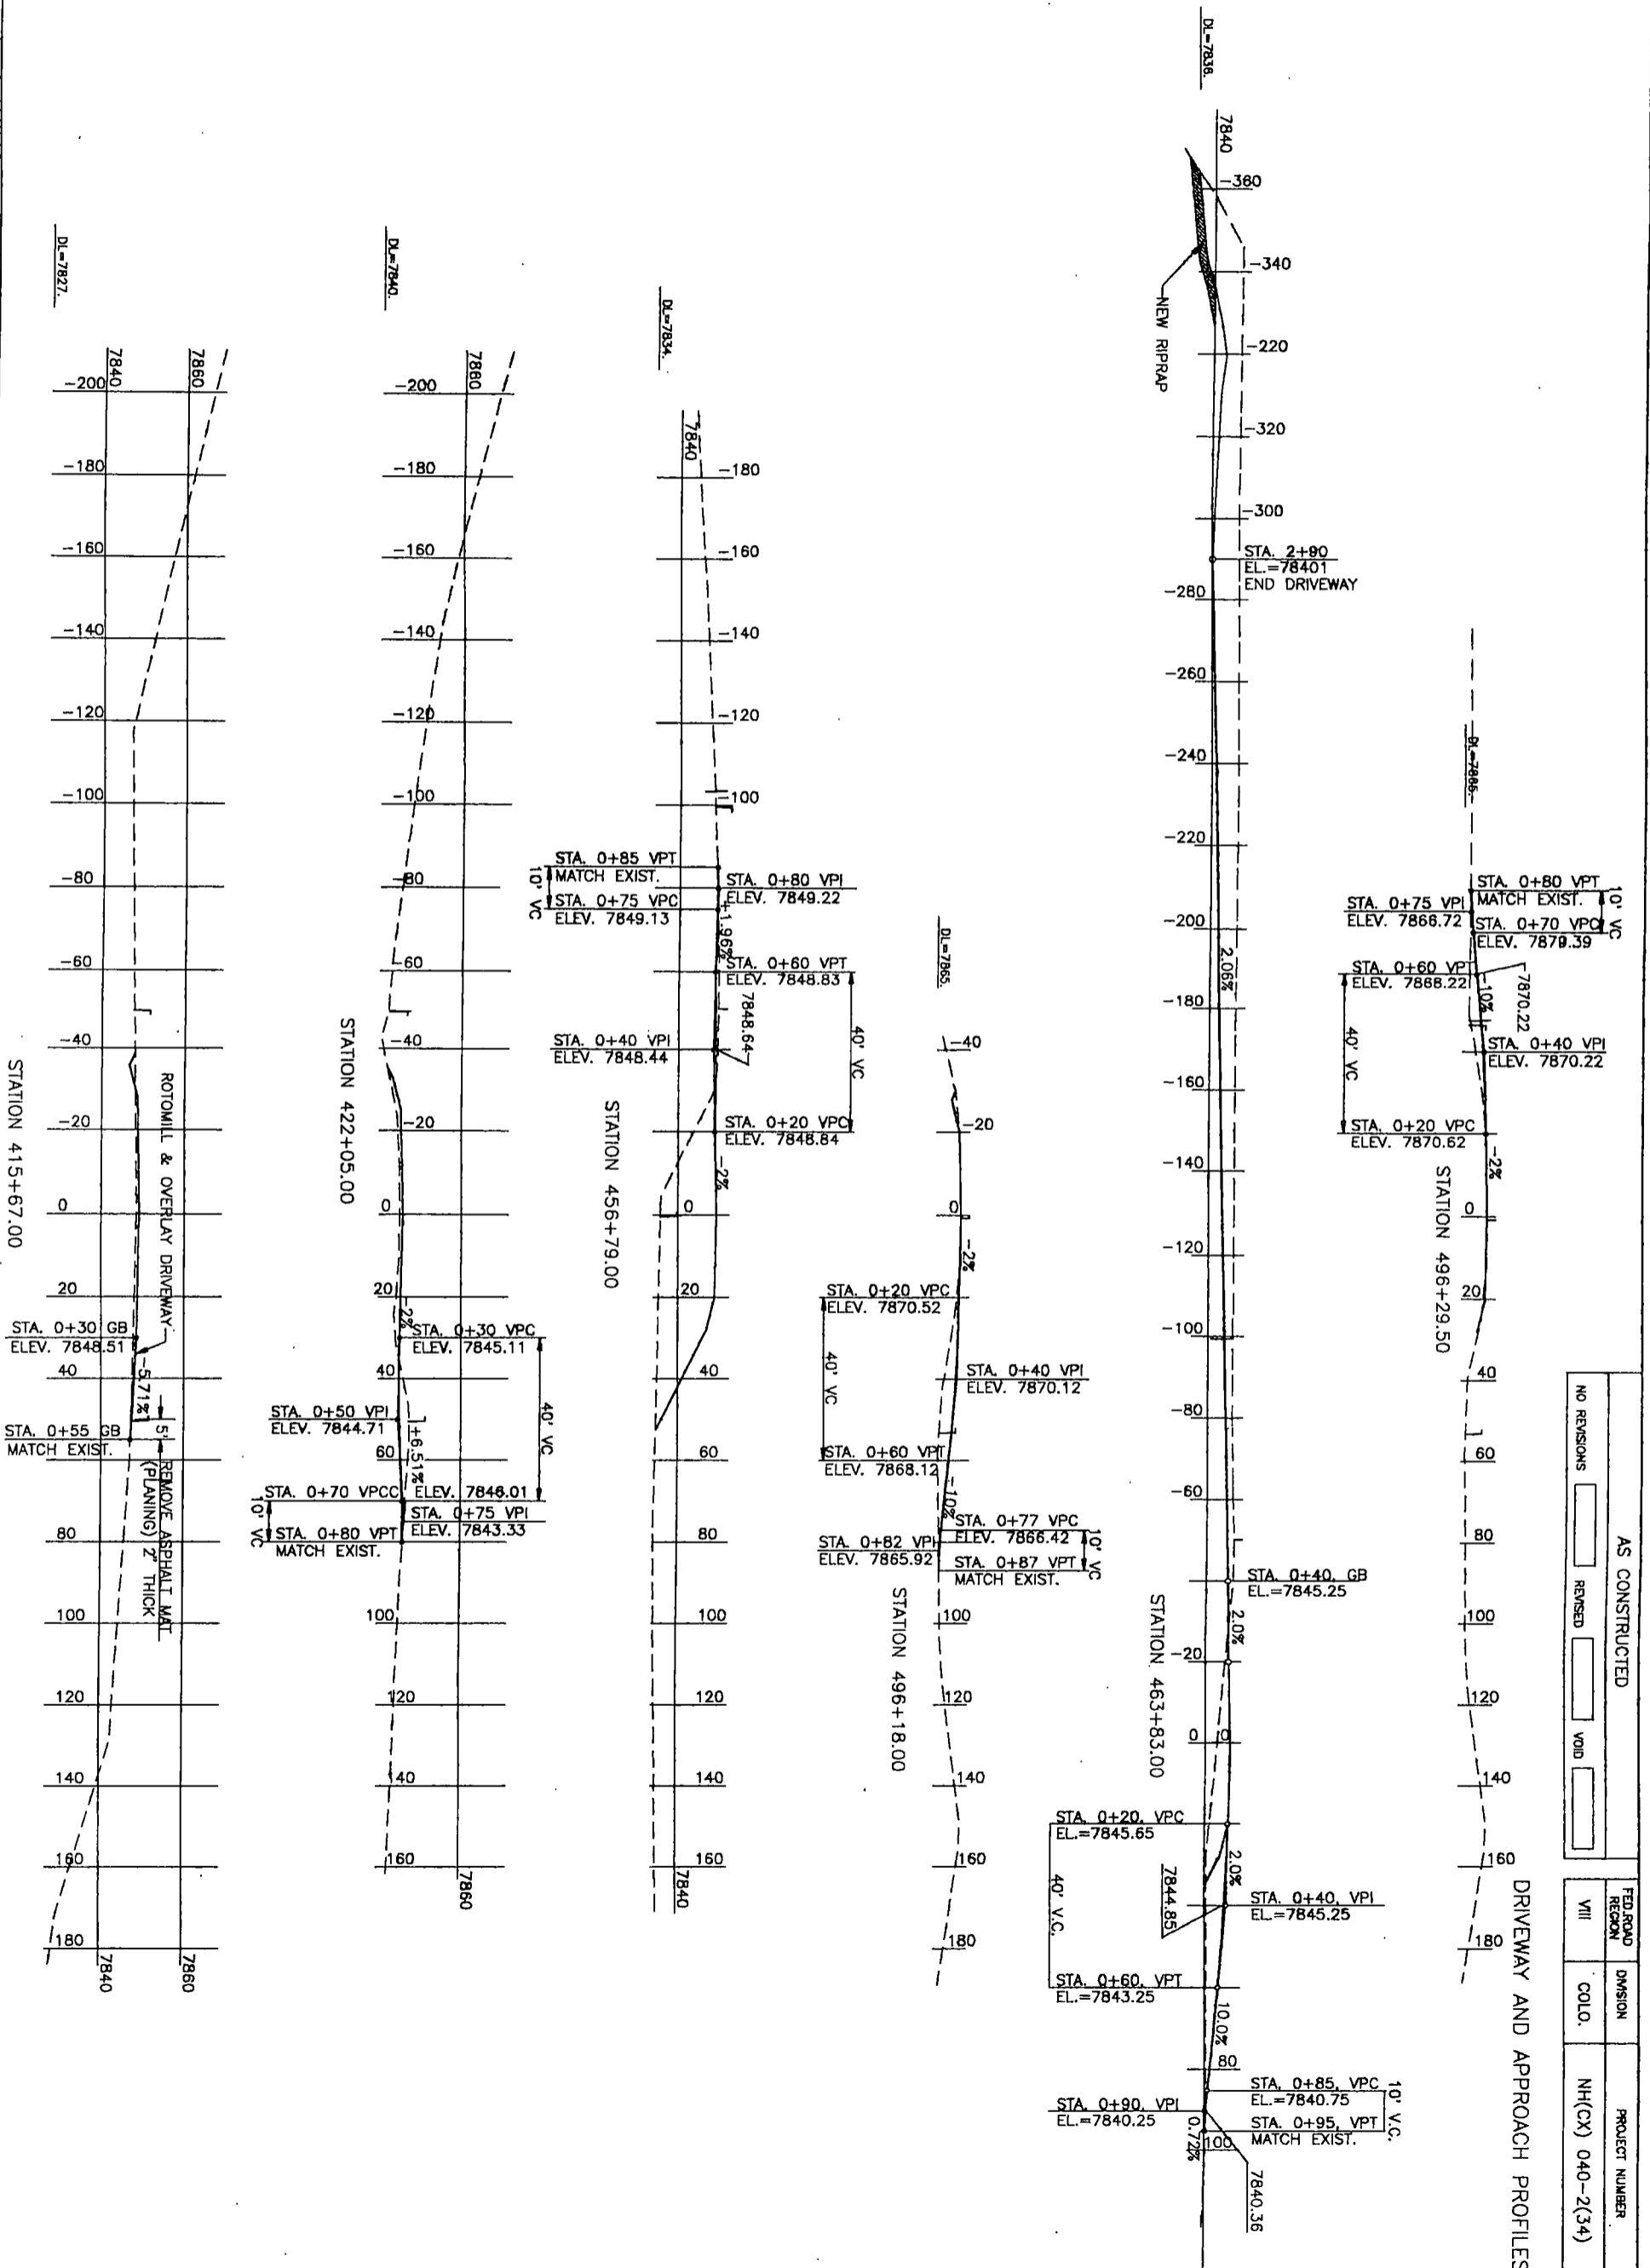 AS CONSTRUCTED
NO REVISIONS
REVISED
VOID
FED.ROAD REGION
DIVISION
PROJECT NUMBER
VIII
COLO.
NH(CX) 040-2(34)
DRIVEWAY AND APPROACH PROFILES
10' VC
STA. 0+80 VPT
MATCH EXIST.
STA. 0+75 VPI
ELEV. 7866.72
STA. 0+70 VPC
ELEV. 7879.39
STA. 0+60 VPT
ELEV. 7868.22
7870.22
-10%
STA. 0+40 VPI
ELEV. 7870.22
40' VC
STA. 0+20 VPC
ELEV. 7870.62
-2%
0
20
40
60
80
100
120
140
160
180
STATION 496+29.50
DL=7838.
7840
-360
-340
-220
-320
-300
NEW RIPRAP
STA. 2+90
EL.=78401
END DRIVEWAY
-280
-260
-240
-220
-200
2.06%
-180
-160
-140
-120
-100
-80
-60
STA. 0+40, GB
EL.=7845.25
2.0%
-20
0
0
STA. 0+20, VPC
EL.=7845.65
2.0%
7844.85
STA. 0+40, VPI
EL.=7845.25
40' V.C.
STA. 0+60, VPT
EL.=7843.25
10.0%
80
STA. 0+85, VPC
EL.=7840.75
10' V.C.
STA. 0+90, VPI
EL.=7840.25
STA. 0+95, VPT
MATCH EXIST.
0.72%
100
7840.36
STATION 463+83.00
DL=7865.
-40
-20
0
-2%
STA. 0+20 VPC
ELEV. 7870.52
40' VC
STA. 0+40 VPI
ELEV. 7870.12
STA. 0+60 VPT
ELEV. 7868.12
-10%
STA. 0+77 VPC
ELEV. 7866.42
10' VC
STA. 0+82 VPI
ELEV. 7865.92
STA. 0+87 VPT
MATCH EXIST.
100
120
140
160
180
STATION 496+18.00
DL=7834.
7840
-180
-160
-140
-120
-100
STA. 0+85 VPT
MATCH EXIST.
10' VC
STA. 0+80 VPI
ELEV. 7849.22
STA. 0+75 VPC
ELEV. 7849.13
+1.96%
STA. 0+60 VPT
ELEV. 7848.83
7848.64
STA. 0+40 VPI
ELEV. 7848.44
40' VC
STA. 0+20 VPC
ELEV. 7848.84
-2%
0
20
40
60
80
100
120
140
160
7840
STATION 456+79.00
DL=7840.
7860
-200
-180
-160
-140
-120
-100
-80
-60
-40
-20
0
20
-2%
STA. 0+30 VPC
ELEV. 7845.11
40
40' VC
STA. 0+50 VPI
ELEV. 7844.71
+6.51%
60
STA. 0+70 VPCC
ELEV. 7846.01
STA. 0+75 VPI
ELEV. 7843.33
10' VC
STA. 0+80 VPT
MATCH EXIST.
100
120
140
160
7860
STATION 422+05.00
DL=7827.
7840
7860
-200
-180
-160
-140
-120
-100
-80
-60
-40
-20
0
20
ROTOMILL & OVERLAY DRIVEWAY
STA. 0+30 GB
ELEV. 7848.51
40
-5.71%
5'
STA. 0+55 GB
MATCH EXIST.
REMOVE ASPHALT MAT
(PLANING) 2" THICK
80
100
120
140
160
180
7840
7860
STATION 415+67.00